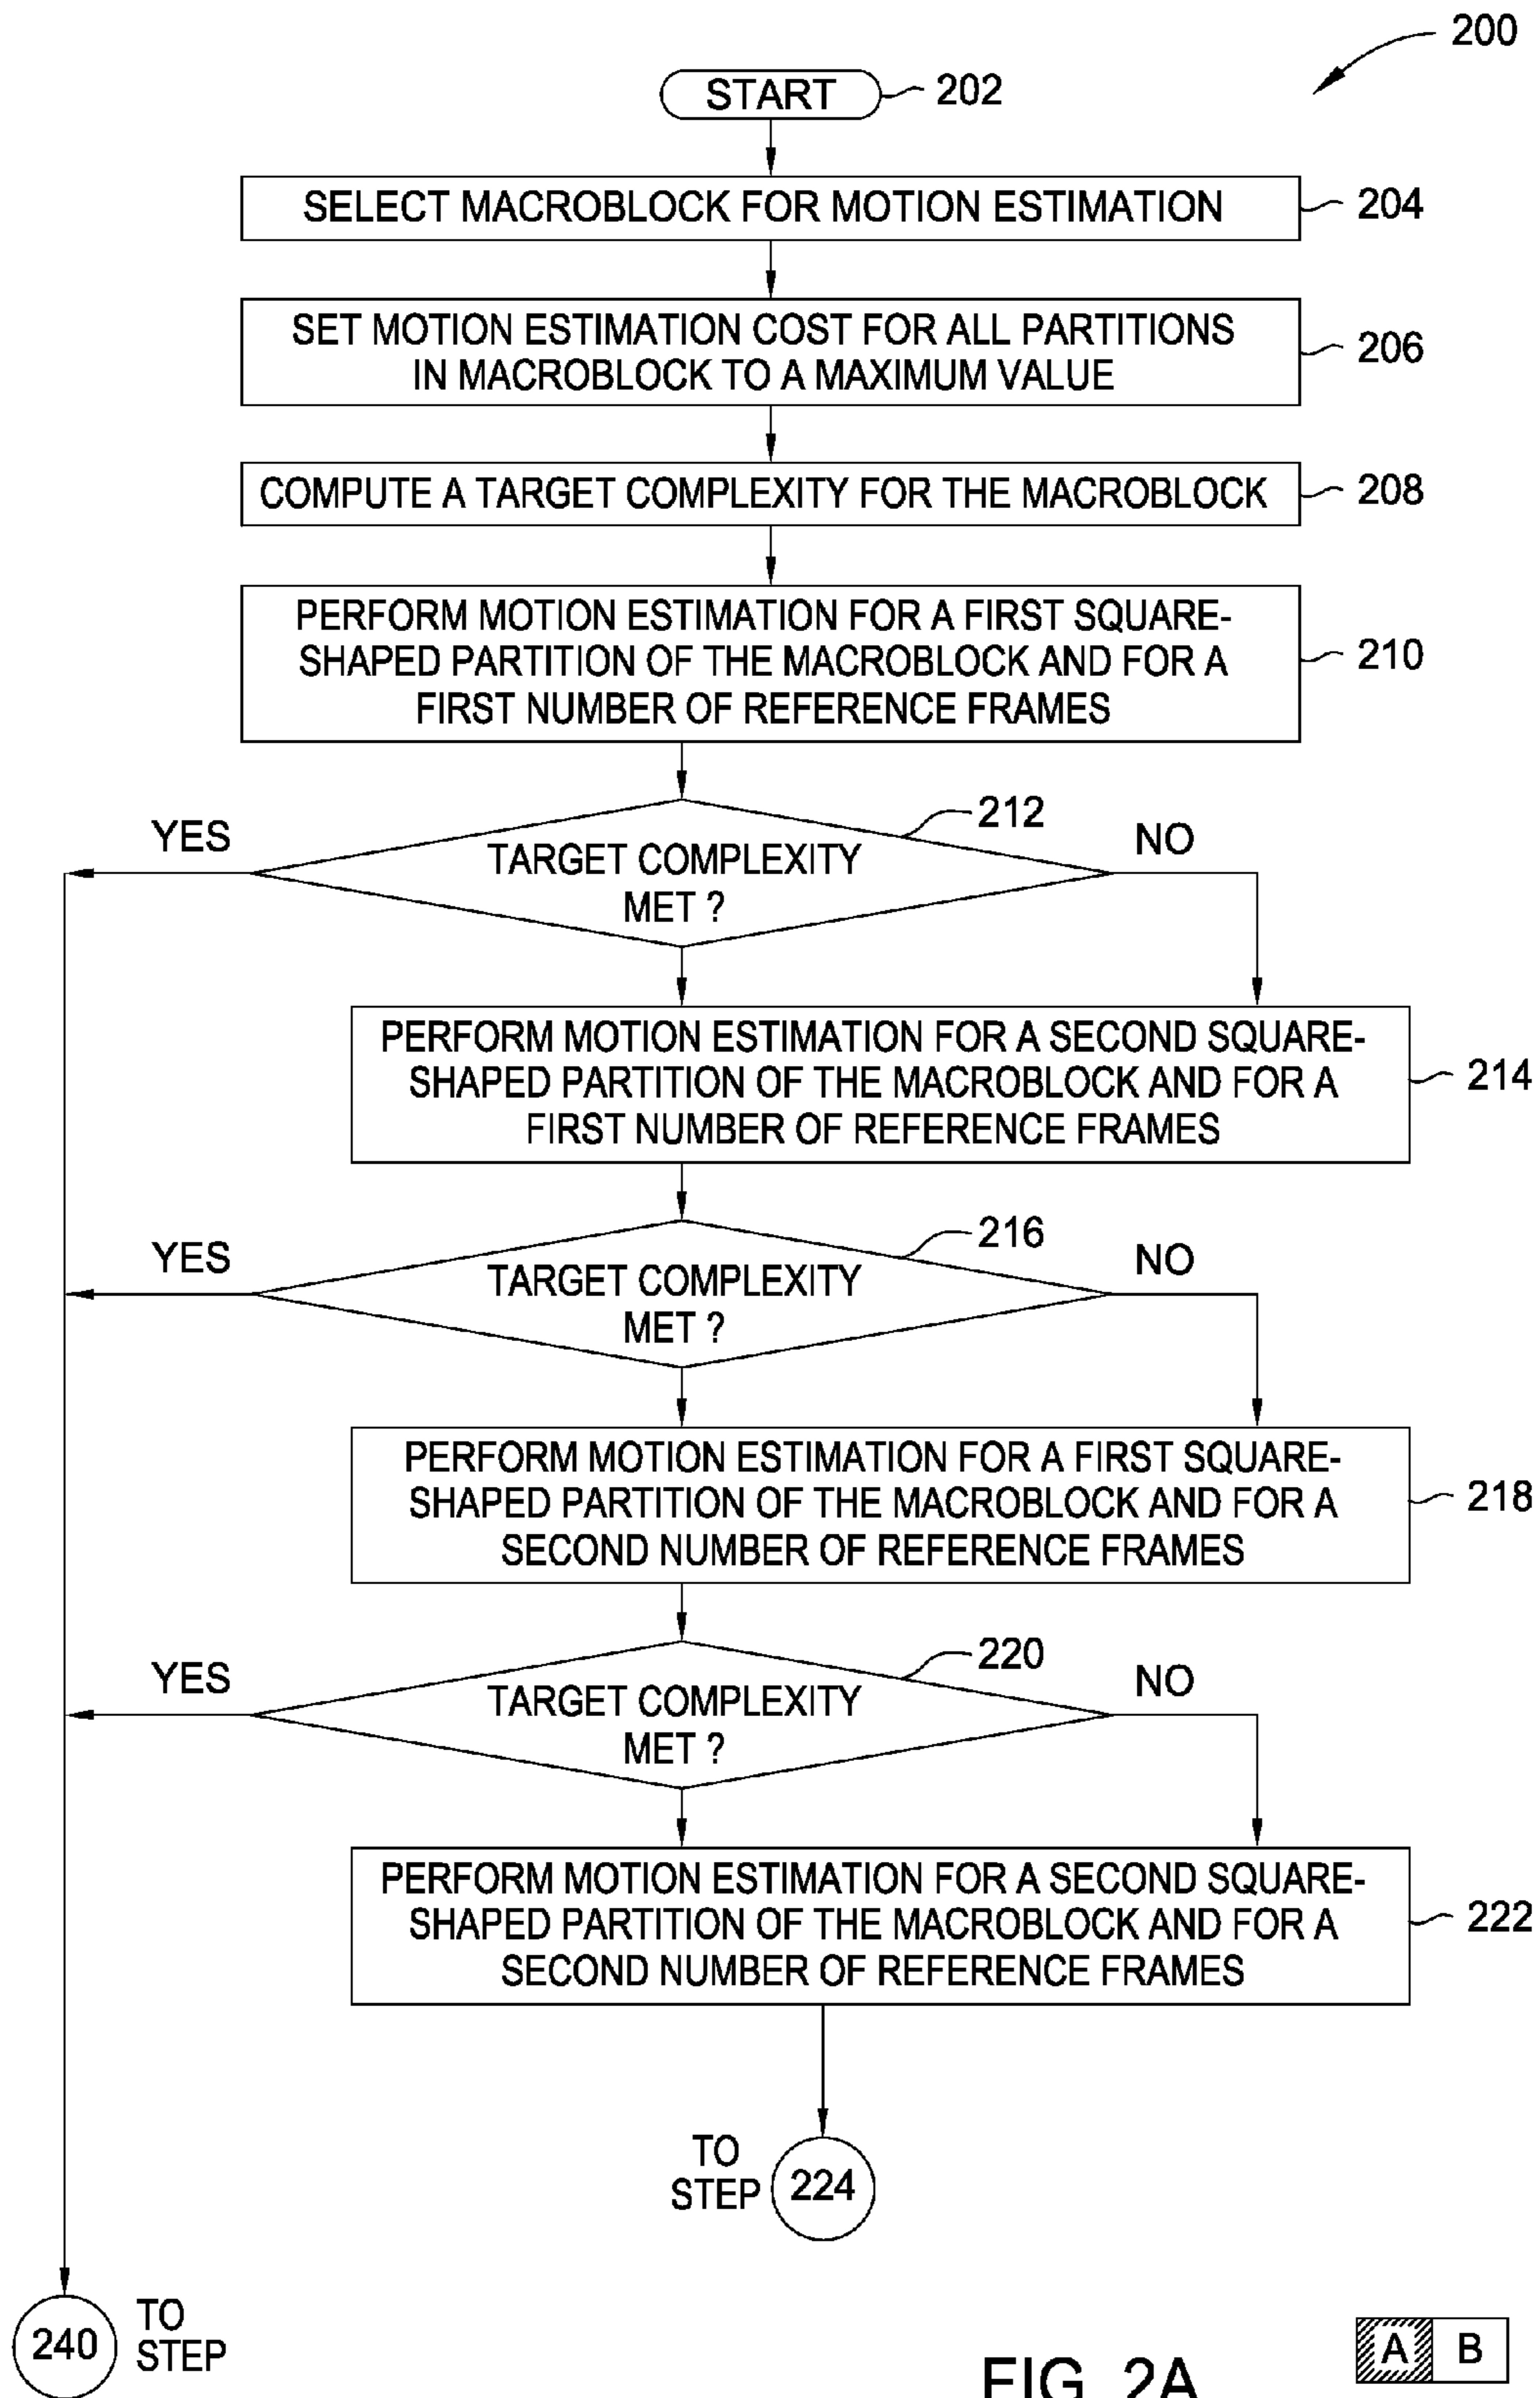 200
START
202
SELECT MACROBLOCK FOR MOTION ESTIMATION
204
SET MOTION ESTIMATION COST FOR ALL PARTITIONS
IN MACROBLOCK TO A MAXIMUM VALUE
206
COMPUTE A TARGET COMPLEXITY FOR THE MACROBLOCK
208
PERFORM MOTION ESTIMATION FOR A FIRST SQUARE-
SHAPED PARTITION OF THE MACROBLOCK AND FOR A
FIRST NUMBER OF REFERENCE FRAMES
210
YES
TARGET COMPLEXITY
MET ?
212
NO
PERFORM MOTION ESTIMATION FOR A SECOND SQUARE-
SHAPED PARTITION OF THE MACROBLOCK AND FOR A
FIRST NUMBER OF REFERENCE FRAMES
214
YES
TARGET COMPLEXITY
MET ?
216
NO
PERFORM MOTION ESTIMATION FOR A FIRST SQUARE-
SHAPED PARTITION OF THE MACROBLOCK AND FOR A
SECOND NUMBER OF REFERENCE FRAMES
218
YES
TARGET COMPLEXITY
MET ?
220
NO
PERFORM MOTION ESTIMATION FOR A SECOND SQUARE-
SHAPED PARTITION OF THE MACROBLOCK AND FOR A
SECOND NUMBER OF REFERENCE FRAMES
222
TO
STEP
224
240
TO
STEP
A B
FIG. 2A